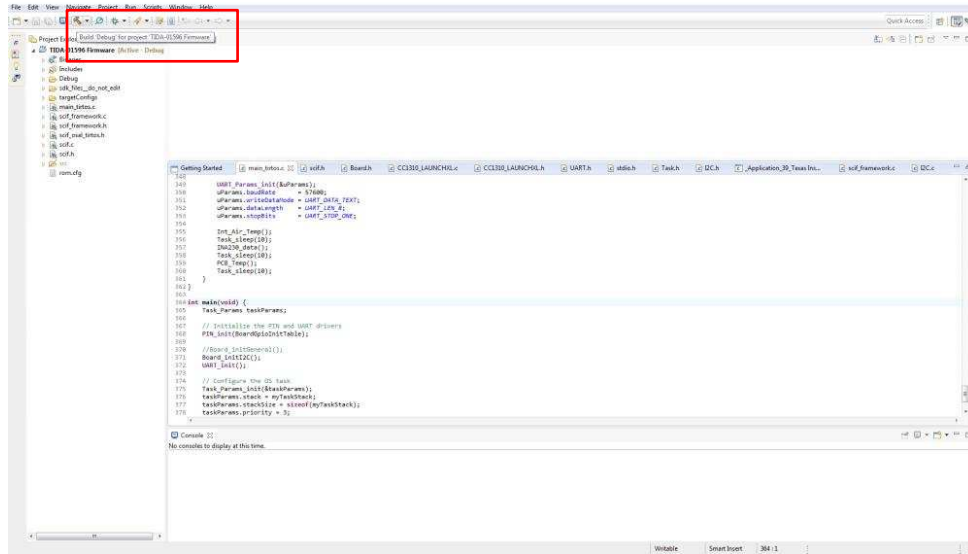 File Edit View Navigate Project Run Scripts Window Help
Quick Access
Build 'Debug' for project 'TIDA-01596 Firmware'
Project Explor
TIDA-01596 Firmware [Active - Debug
Binaries
Includes
Debug
sdk_files__do_not_edit
targetConfigs
main_tirtos.c
scif_framework.c
scif_framework.h
scif_osal_tirtos.h
scif.c
scif.h
rom.cfg
Getting Started main_tirtos.c scif.h Board.h CC1310_LAUNCHXL.c CC1310_LAUNCHXL.h UART.h stdio.h Task.h I2C.h _Application_39_Texas Ins... scif_framework.c I2C.c
348
349 UART_Params_init(&uParams);
350 uParams.baudRate = 57600;
351 uParams.writeDataMode = UART_DATA_TEXT;
352 uParams.dataLength = UART_LEN_8;
353 uParams.stopBits = UART_STOP_ONE;
354
355 Int_Air_Temp();
356 Task_sleep(10);
357 INA230_data();
358 Task_sleep(10);
359 PCB_Temp();
360 Task_sleep(10);
361 }
362 }
363
364 int main(void) {
365 Task_Params taskParams;
366
367 // Initialize the PIN and UART drivers
368 PIN_init(BoardGpioInitTable);
369
370 //Board_initGeneral();
371 Board_initI2C();
372 UART_init();
373
374 // Configure the OS task
375 Task_Params_init(&taskParams);
376 taskParams.stack = myTaskStack;
377 taskParams.stackSize = sizeof(myTaskStack);
378 taskParams.priority = 3;
Console
No consoles to display at this time.
Writable Smart Insert 364 : 1